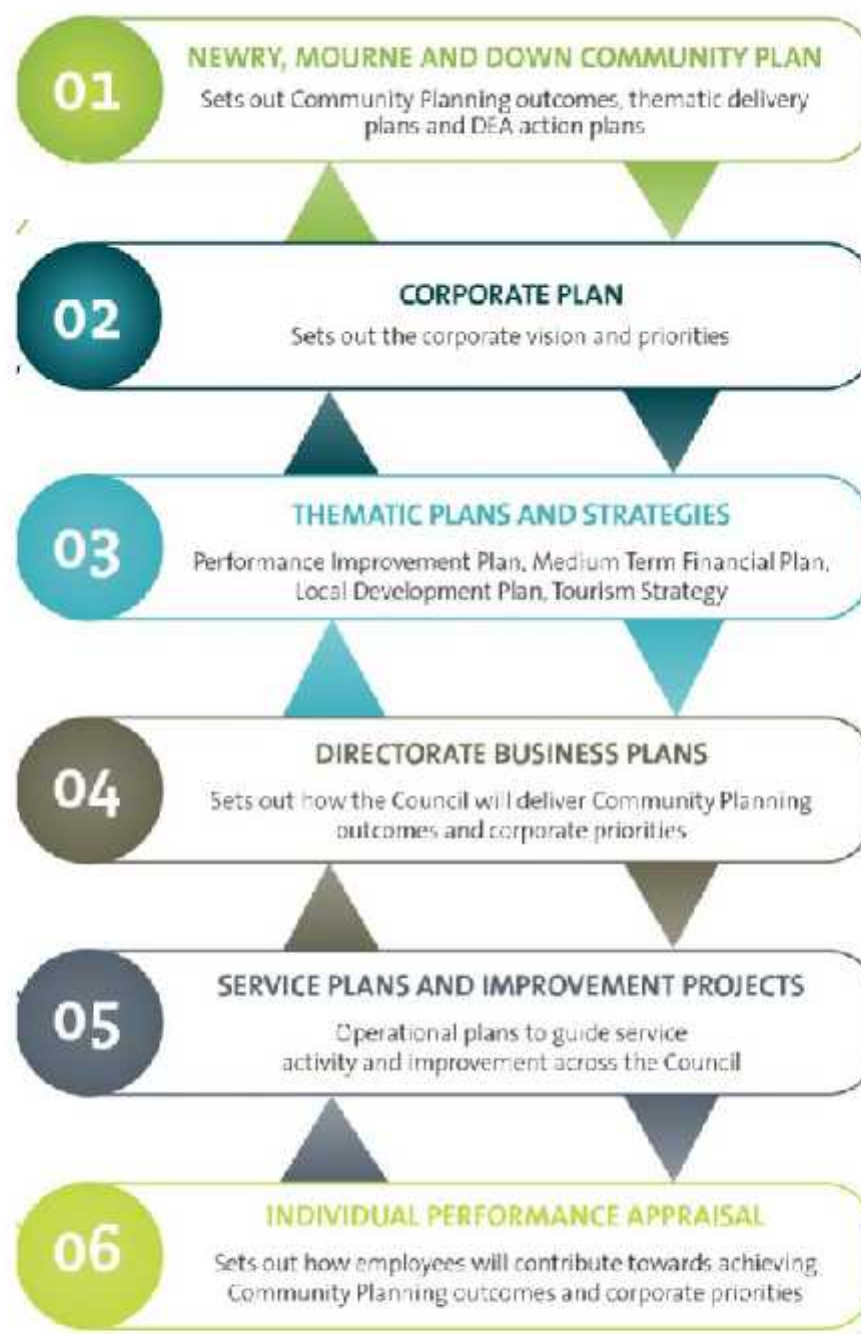 01
NEWRY, MOURNE AND DOWN COMMUNITY PLAN
Sets out Community Planning outcomes, thematic delivery
plans and DEA action plans
02
CORPORATE PLAN
Sets out the corporate vision and priorities
03
THEMATIC PLANS AND STRATEGIES
Performance Improvement Plan, Medium Term Financial Plan,
Local Development Plan, Tourism Strategy
04
DIRECTORATE BUSINESS PLANS
Sets out how the Council will deliver Community Planning
outcomes and corporate priorities
05
SERVICE PLANS AND IMPROVEMENT PROJECTS
Operational plans to guide service
activity and improvement across the Council
06
INDIVIDUAL PERFORMANCE APPRAISAL
Sets out how employees will contribute towards achieving
Community Planning outcomes and corporate priorities